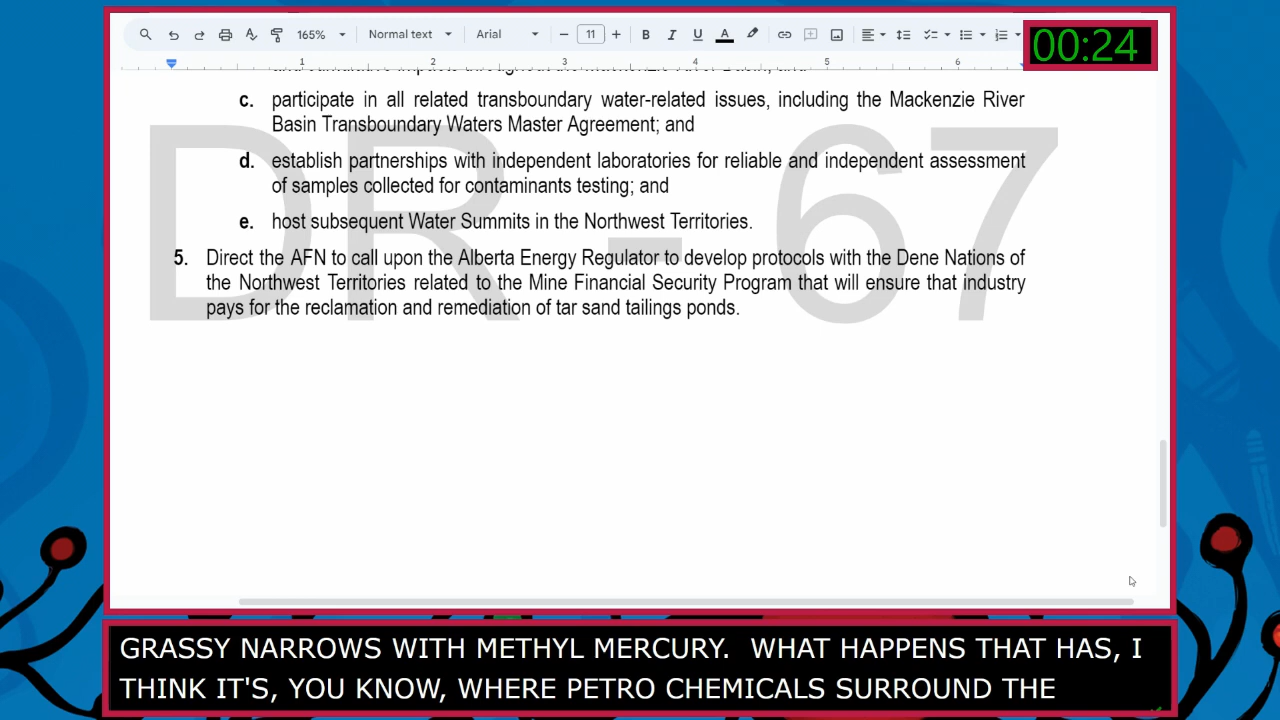 165%
Normal text
Arial
11
B
I
U
A
00:24
1
2
3
4
5
6
c. participate in all related transboundary water-related issues, including the Mackenzie River
Basin Transboundary Waters Master Agreement; and
d. establish partnerships with independent laboratories for reliable and independent assessment
of samples collected for contaminants testing; and
e. host subsequent Water Summits in the Northwest Territories.
DR - 67
5. Direct the AFN to call upon the Alberta Energy Regulator to develop protocols with the Dene Nations of
the Northwest Territories related to the Mine Financial Security Program that will ensure that industry
pays for the reclamation and remediation of tar sand tailings ponds.
GRASSY NARROWS WITH METHYL MERCURY.  WHAT HAPPENS THAT HAS, I
THINK IT'S, YOU KNOW, WHERE PETRO CHEMICALS SURROUND THE